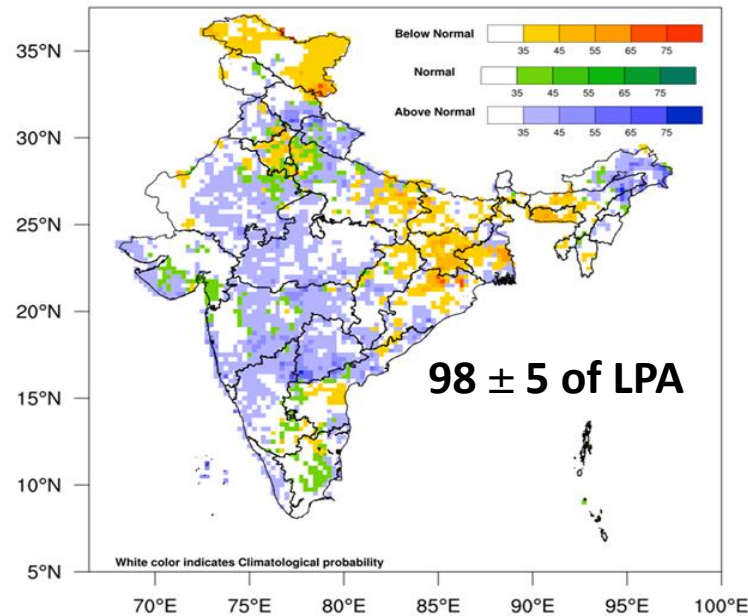 35°N
30°N
25°N
20°N
15°N
10°N
5°N
Below Normal
35 45 55 65 75
Normal
35 45 55 65 75
Above Normal
35 45 55 65 75
98 ± 5 of LPA
White color indicates Climatological probability
70°E 75°E 80°E 85°E 90°E 95°E 100°E